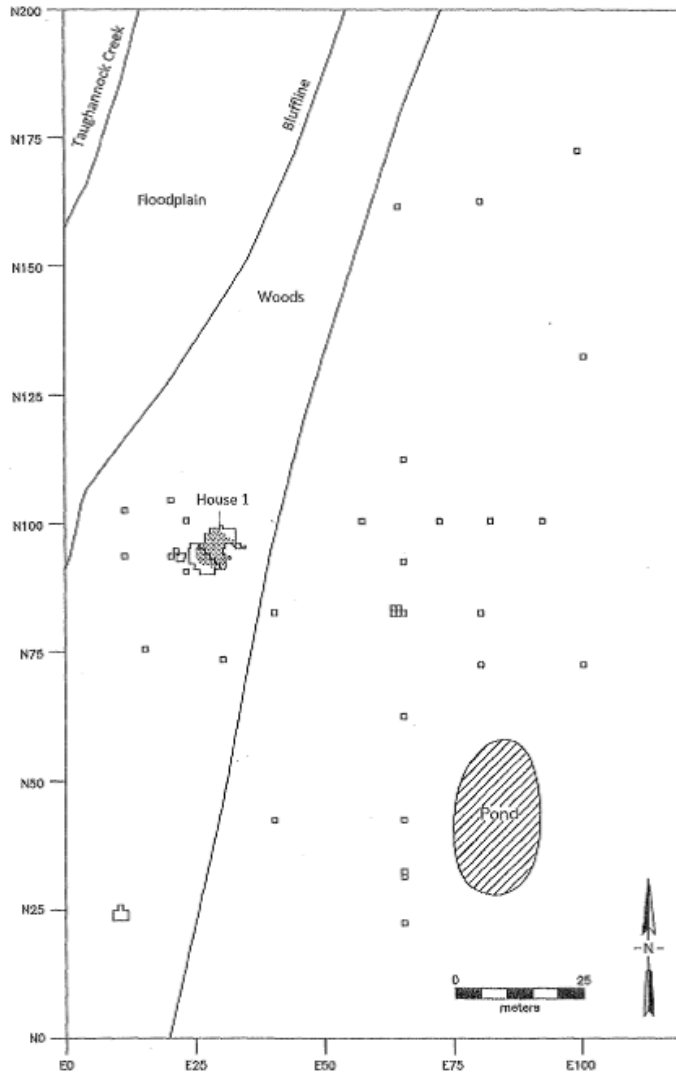 N200
Taughannock Creek
Bluffline
N175
Floodplain
N150
Woods
N125
House 1
N100
N75
N50
Pond
N25
-N-
0 25
meters
N0
E0 E25 E50 E75 E100